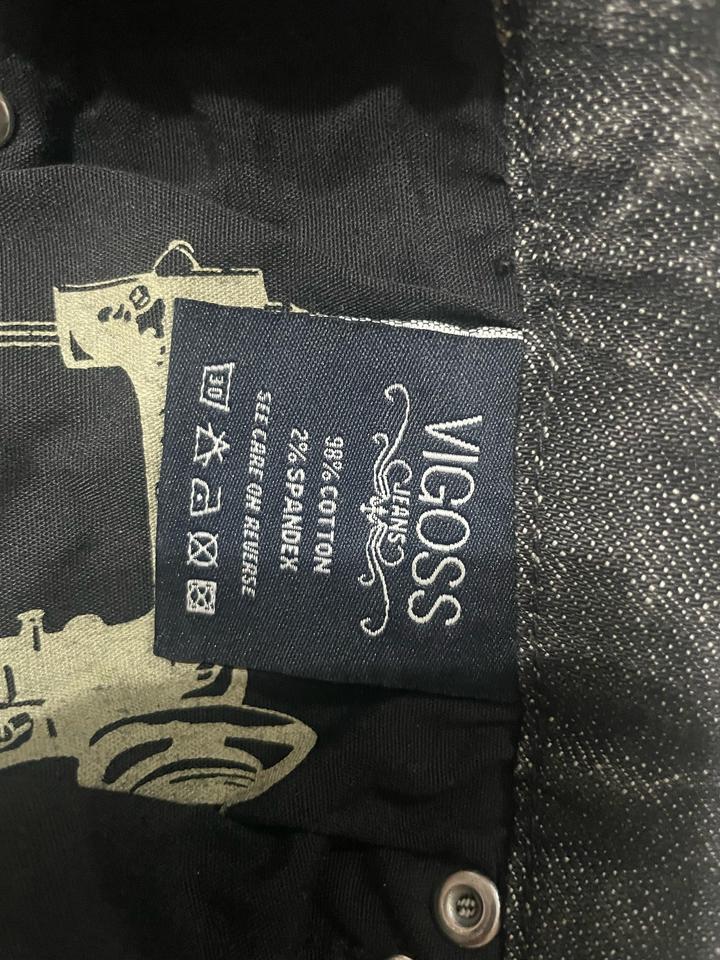 VIGOSS
JEANS
98% COTTON
2% SPANDEX
SEE CARE ON REVERSE
30